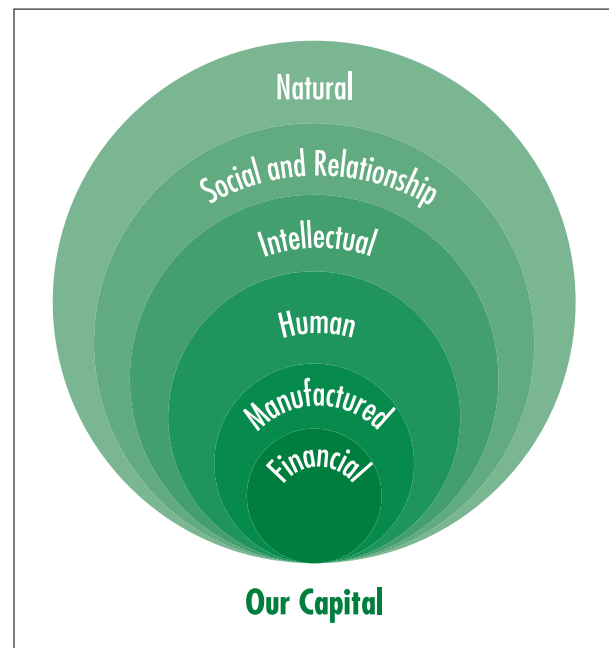 Natural
Social and Relationship
Intellectual
Human
Manufactured
Financial
Our Capital